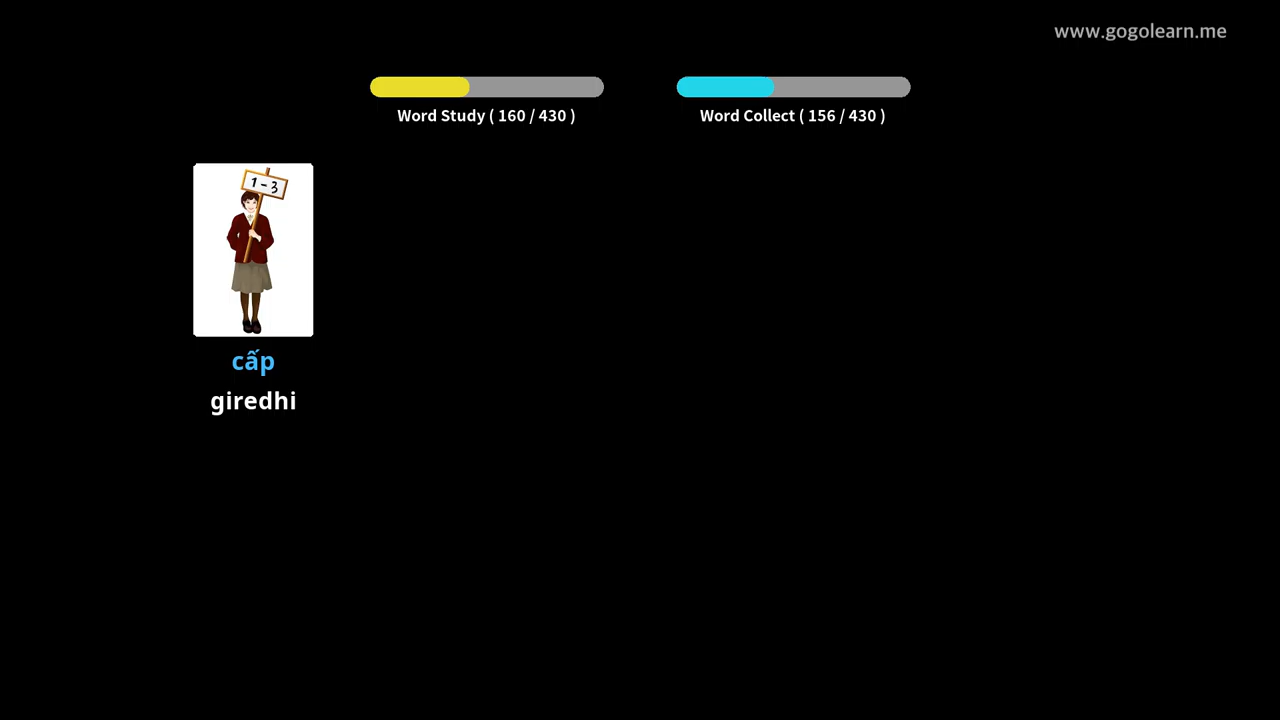 www.gogolearn.me
Word Study ( 160 / 430 )
Word Collect ( 156 / 430 )
1 - 3
cấp
giredhi